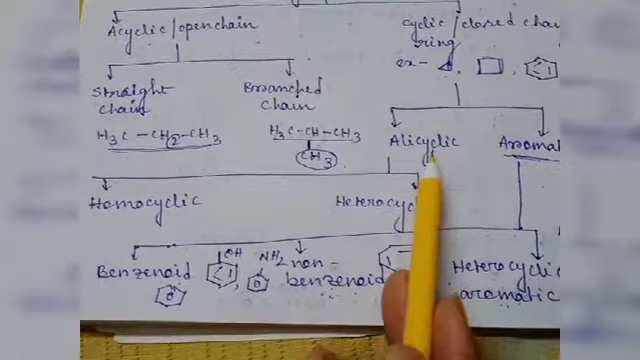 Acyclic/openchain
cyclic/closed chain
ring
ex-
Straight chain
Branched chain
H3C-CH2-CH3
H3C-CH-CH3
CH3
Alicyclic
Aromat
Homocyclic
Heterocyc
Benzenoid
OH
NH2
non-benzenoid
Heterocyclic aromatic